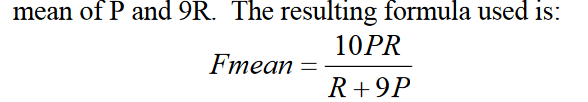 mean of P and 9R.  The resulting formula used is:
Fmean = 10PR / R + 9P